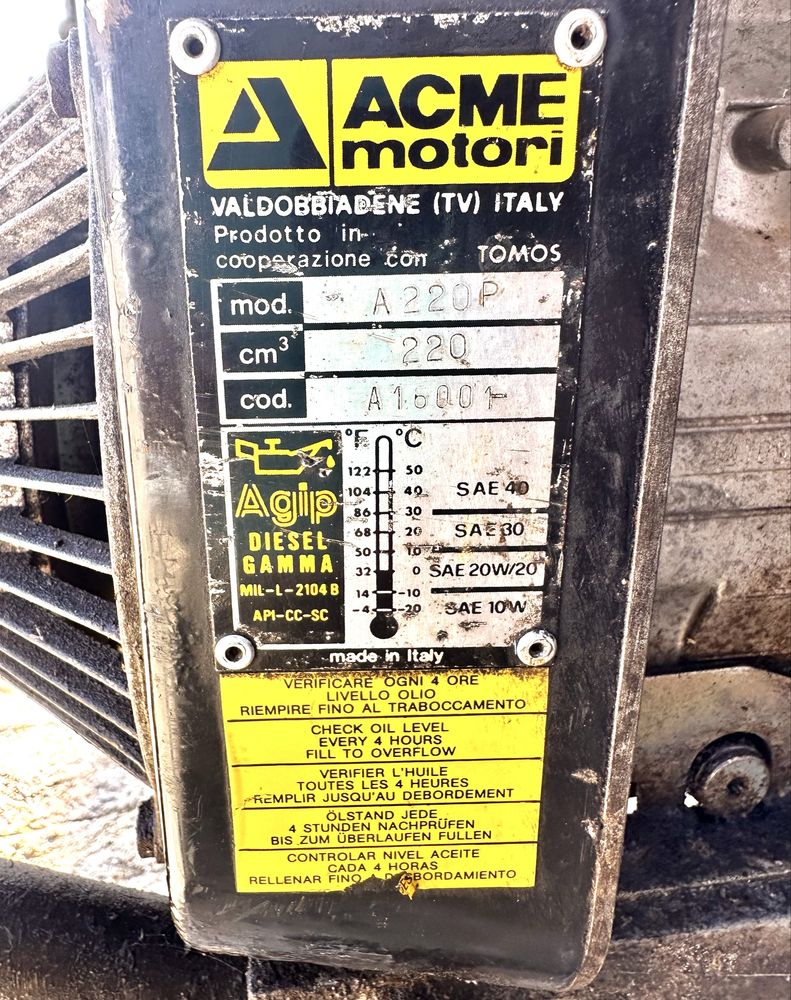 ACME
motori
VALDOBBIADENE (TV) ITALY
Prodotto in
cooperazione con TOMOS
mod. A220P
cm³ 220
cod. A16001
°F °C
122 50
104 40 SAE 40
86 30
68 20 SAE 30
50 10
32 0 SAE 20W/20
14 -10
-4 -20 SAE 10W
Agip
DIESEL
GAMMA
MIL-L-2104 B
API-CC-SC
made in Italy
VERIFICARE OGNI 4 ORE
LIVELLO OLIO
RIEMPIRE FINO AL TRABOCCAMENTO
CHECK OIL LEVEL
EVERY 4 HOURS
FILL TO OVERFLOW
VERIFIER L'HUILE
TOUTES LES 4 HEURES
REMPLIR JUSQU'AU DEBORDEMENT
ÖLSTAND JEDE
4 STUNDEN NACHPRÜFEN
BIS ZUM ÜBERLAUFEN FULLEN
CONTROLAR NIVEL ACEITE
CADA 4 HORAS
RELLENAR FINO A DESBORDAMIENTO